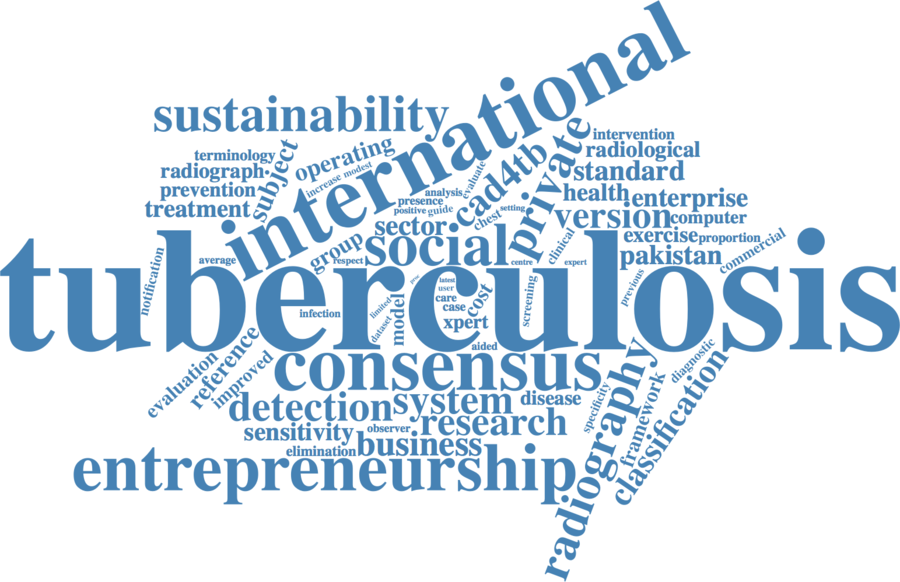 international
sustainability
intervention
private
terminology
operating
radiological
radiograph
subject
increase
modest
evaluate
cad4tb
standard
prevention
analysis
health
treatment
presence
enterprise
positive
guide
chest
setting
version
computer
sector
exercise
proportion
group
social
clinical
pakistan
commercial
notification
average
respect
centre
expert
tuberculosis
latest
user
care
case
cost
screening
previous
limited
dataset
model
infection
xpert
aided
evaluation
reference
improved
consensus
diagnostic
detection
system
disease
specificity
radiography
framework
classification
sensitivity
observer
research
elimination
business
entrepreneurship